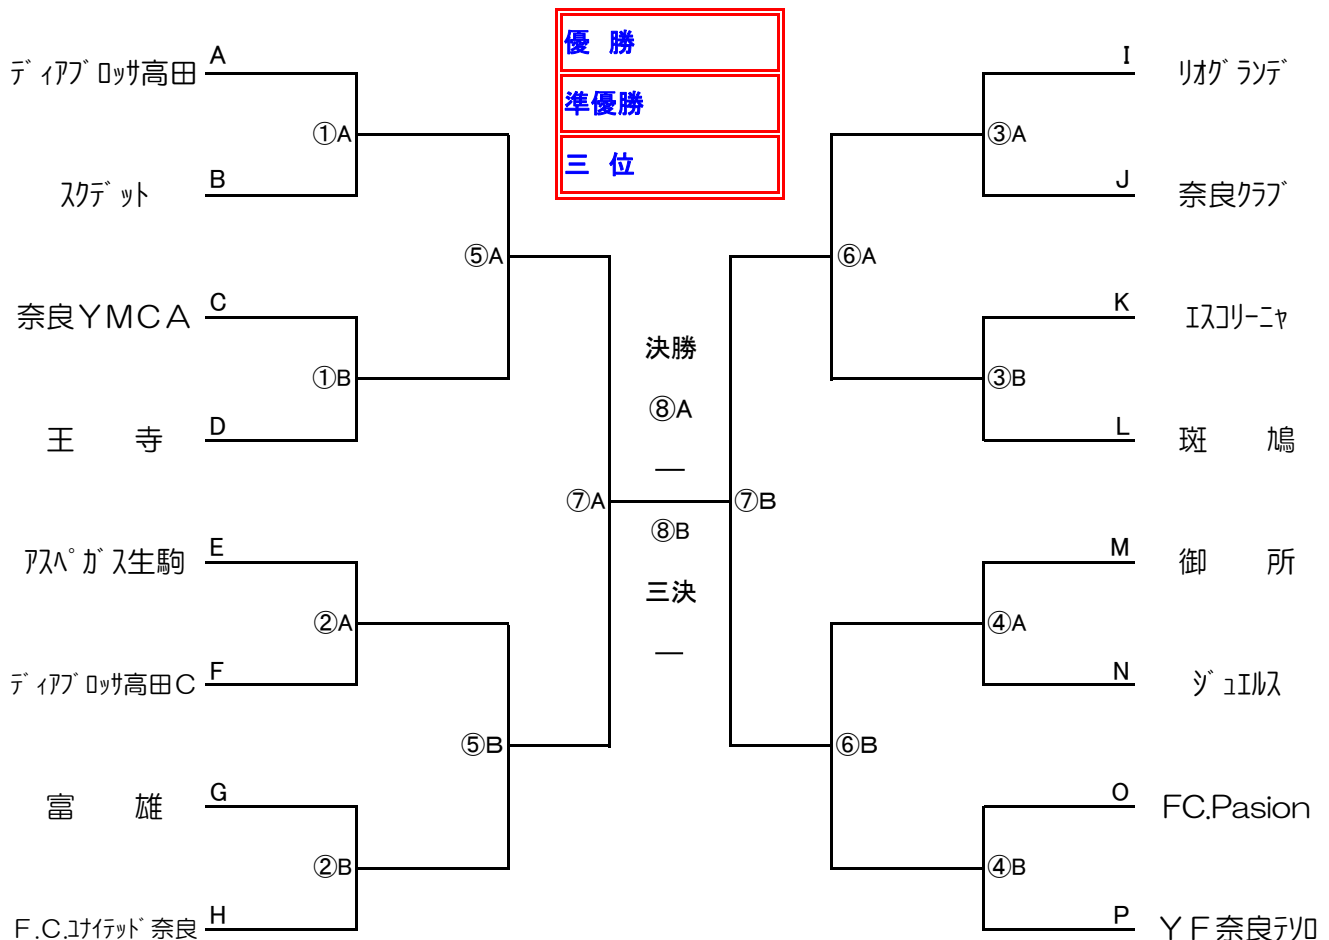 優 勝
準優勝
三 位
A
ﾃﾞｨｱﾌﾞﾛｯｻ高田
①A
B
ｽｸﾃﾞｯﾄ
⑤A
C
奈良ＹＭＣＡ
①B
D
王　　寺
⑦A
E
ｱｽﾍﾟｶﾞｽ生駒
②A
F
ﾃﾞｨｱﾌﾞﾛｯｻ高田Ｃ
⑤B
G
富　　雄
②B
H
Ｆ.Ｃ.ﾕﾅｲﾃｯﾄﾞ奈良
決勝
⑧A
―
⑧B
三決
―
I
ﾘｵｸﾞﾗﾝﾃﾞ
③A
J
奈良ｸﾗﾌﾞ
⑥A
K
ｴｽｺﾘｰﾆｬ
③B
L
斑　　鳩
⑦B
M
御　　所
④A
N
ｼﾞｭｴﾙｽ
⑥B
O
FC.Pasion
④B
P
ＹＦ奈良ﾃｿﾛ